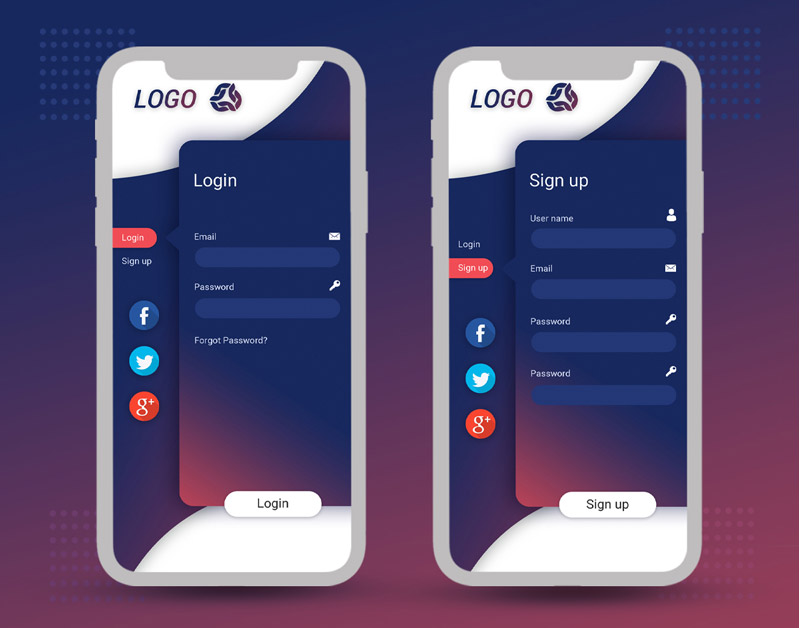 LOGO
Login
Email
Login
Sign up
Password
f
Forgot Password?
g+
Login
LOGO
Sign up
User name
Login
Email
Sign up
Password
f
Password
g+
Sign up